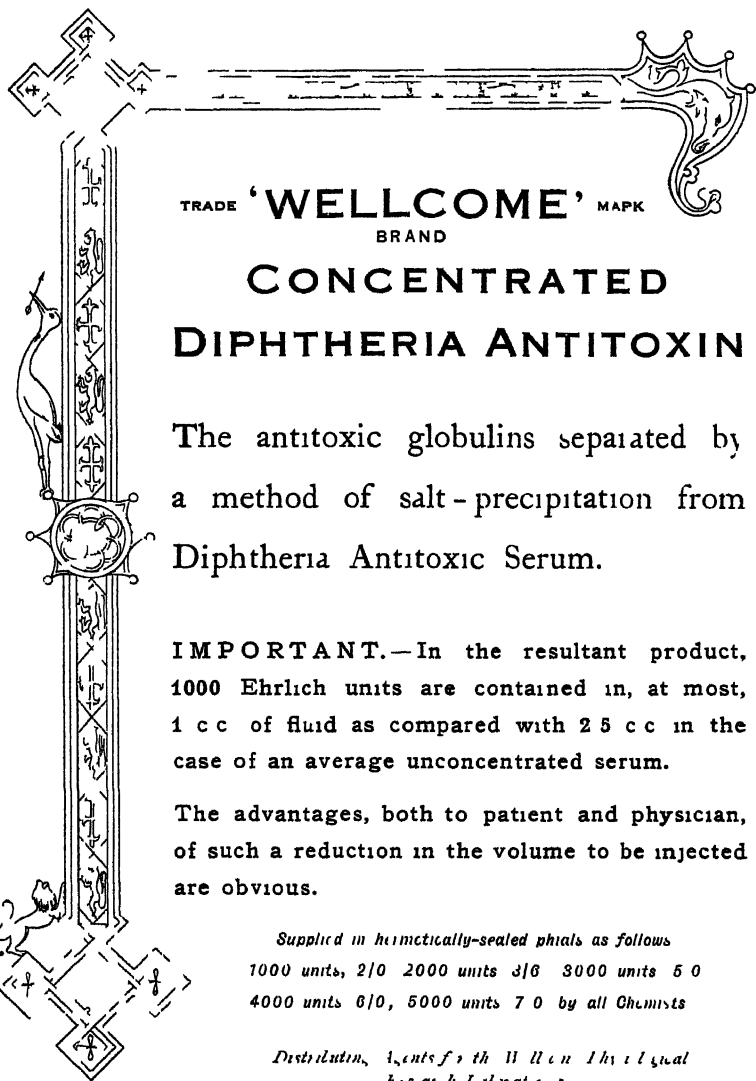 TRADE ‘WELLCOME’ MARK
BRAND
CONCENTRATED
DIPHTHERIA ANTITOXIN
The antitoxic globulins separated by
a method of salt-precipitation from
Diphtheria Antitoxic Serum.
IMPORTANT.—In the resultant product,
1000 Ehrlich units are contained in, at most,
1 c c of fluid as compared with 2 5 c c in the
case of an average unconcentrated serum.
The advantages, both to patient and physician,
of such a reduction in the volume to be injected
are obvious.
Supplied in hermetically-sealed phials as follows
1000 units, 2/0 2000 units 3/6 3000 units 5 0
4000 units 6/0, 5000 units 7 0 by all Chemists